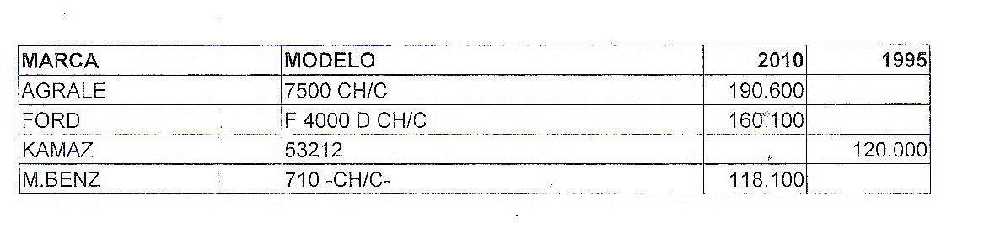 MARCA MODELO 2010 1995
AGRALE 7500 CH/C 190.600
FORD F 4000 D CH/C 160.100
KAMAZ 53212 120.000
M.BENZ 710 -CH/C- 118.100